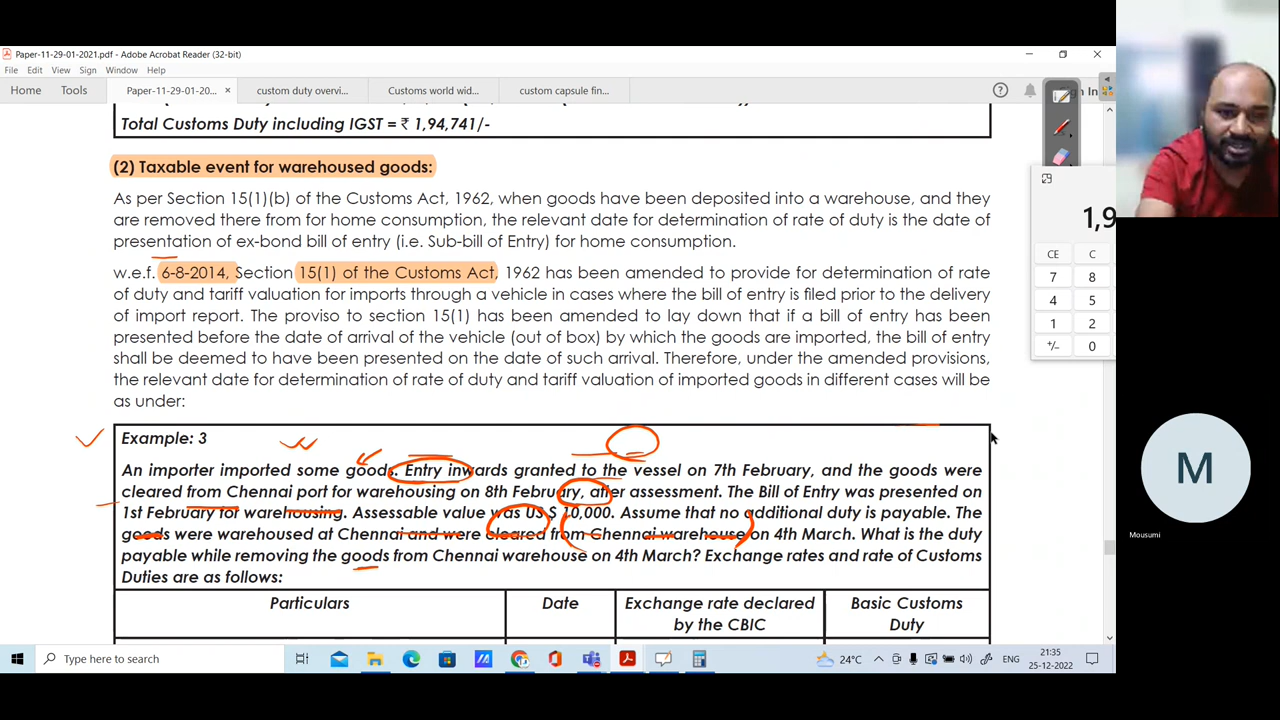 Paper-11-29-01-2021.pdf - Adobe Acrobat Reader (32-bit)
File Edit View Sign Window Help
Home Tools Paper-11-29-01-20... × custom duty overvi... Customs world wid... custom capsule fin... Sign In
Total Customs Duty including IGST = ₹ 1,94,741/-
(2) Taxable event for warehoused goods:
As per Section 15(1)(b) of the Customs Act, 1962, when goods have been deposited into a warehouse, and they
are removed there from for home consumption, the relevant date for determination of rate of duty is the date of
presentation of ex-bond bill of entry (i.e. Sub-bill of Entry) for home consumption.
w.e.f. 6-8-2014, Section 15(1) of the Customs Act, 1962 has been amended to provide for determination of rate
of duty and tariff valuation for imports through a vehicle in cases where the bill of entry is filed prior to the delivery
of import report. The proviso to section 15(1) has been amended to lay down that if a bill of entry has been
presented before the date of arrival of the vehicle (out of box) by which the goods are imported, the bill of entry
shall be deemed to have been presented on the date of such arrival. Therefore, under the amended provisions,
the relevant date for determination of rate of duty and tariff valuation of imported goods in different cases will be
as under:
Example: 3
An importer imported some goods. Entry inwards granted to the vessel on 7th February, and the goods were
cleared from Chennai port for warehousing on 8th February, after assessment. The Bill of Entry was presented on
1st February for warehousing. Assessable value was US $ 10,000. Assume that no additional duty is payable. The
goods were warehoused at Chennai and were cleared from Chennai warehouse on 4th March. What is the duty
payable while removing the goods from Chennai warehouse on 4th March? Exchange rates and rate of Customs
Duties are as follows:
Particulars Date Exchange rate declared Basic Customs
by the CBIC Duty
1,9
CE C
7 8
4 5
1 2
+/- 0
M
Mousumi
Type here to search
24°C ENG 21:35
25-12-2022